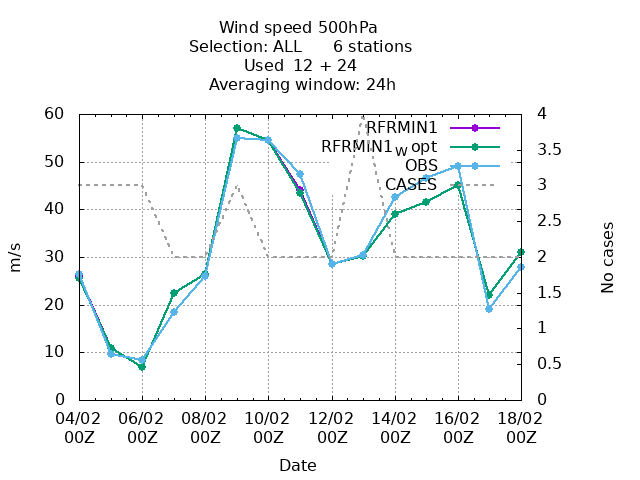 Wind speed 500hPa
Selection: ALL 6 stations
Used 12 + 24
Averaging window: 24h
60 4
RFRMIN1
RFRMIN1w opt
50 3.5
OBS
CASES
40 3
2.5
30 2
20 1.5
1
10 0.5
0 0
m/s
No cases
04/02 06/02 08/02 10/02 12/02 14/02 16/02 18/02
00Z 00Z 00Z 00Z 00Z 00Z 00Z 00Z
Date